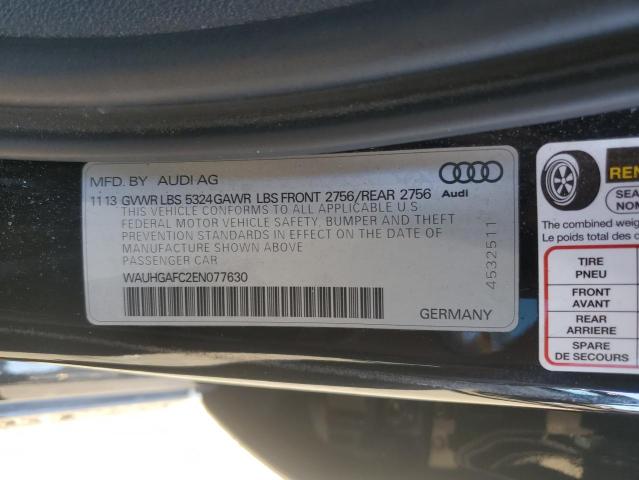 MFD. BY AUDI AG
11 13 GVWR LBS 5324 GAWR LBS FRONT 2756/REAR 2756
THIS VEHICLE CONFORMS TO ALL APPLICABLE U.S
FEDERAL MOTOR VEHICLE SAFETY, BUMPER AND THEFT
PREVENTION STANDARDS IN EFFECT ON THE DATE OF
MANUFACTURE SHOWN ABOVE
PASSENGER CAR
WAUHGAFC2EN077630
Audi
4532511
GERMANY
The combined weig
Le poids total des o
TIRE
PNEU
FRONT
AVANT
REAR
ARRIERE
SPARE
DE SECOURS